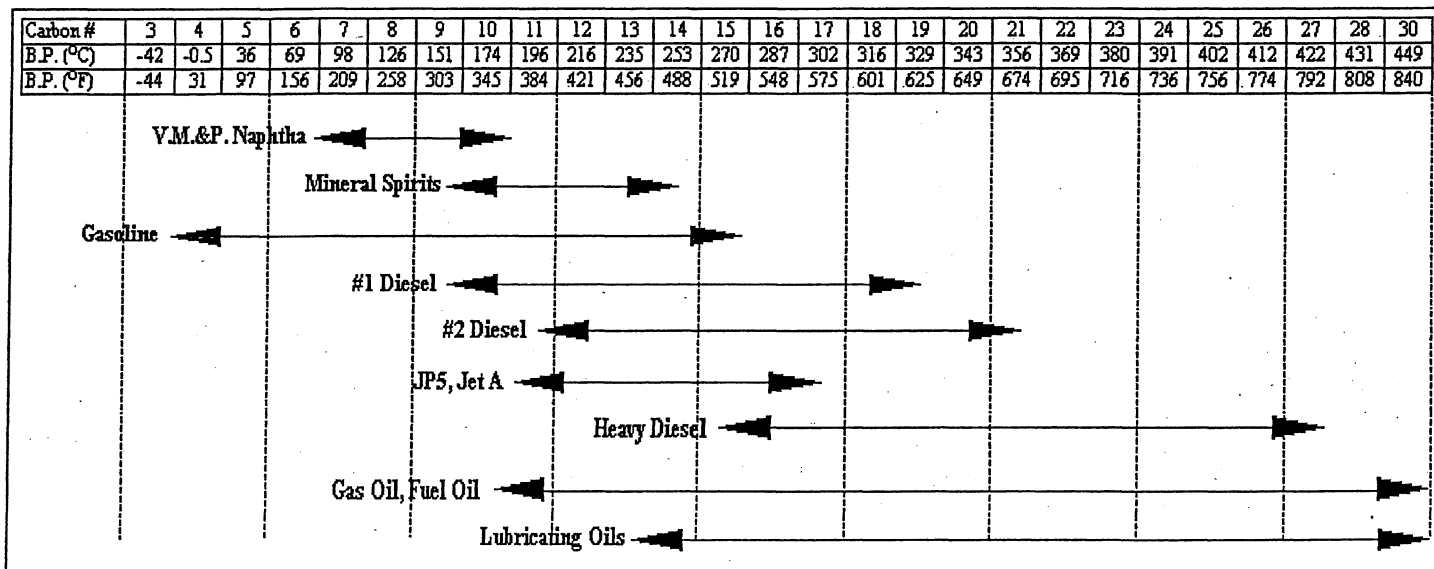 Carbon # 3 4 5 6 7 8 9 10 11 12 13 14 15 16 17 18 19 20 21 22 23 24 25 26 27 28 30
B.P. (°C) -42 -0.5 36 69 98 126 151 174 196 216 235 253 270 287 302 316 329 343 356 369 380 391 402 412 422 431 449
B.P. (°F) -44 31 97 156 209 258 303 345 384 421 456 488 519 548 575 601 625 649 674 695 716 736 756 774 792 808 840
V.M.&P. Naphtha
Mineral Spirits
Gasoline
#1 Diesel
#2 Diesel
JP5, Jet A
Heavy Diesel
Gas Oil, Fuel Oil
Lubricating Oils